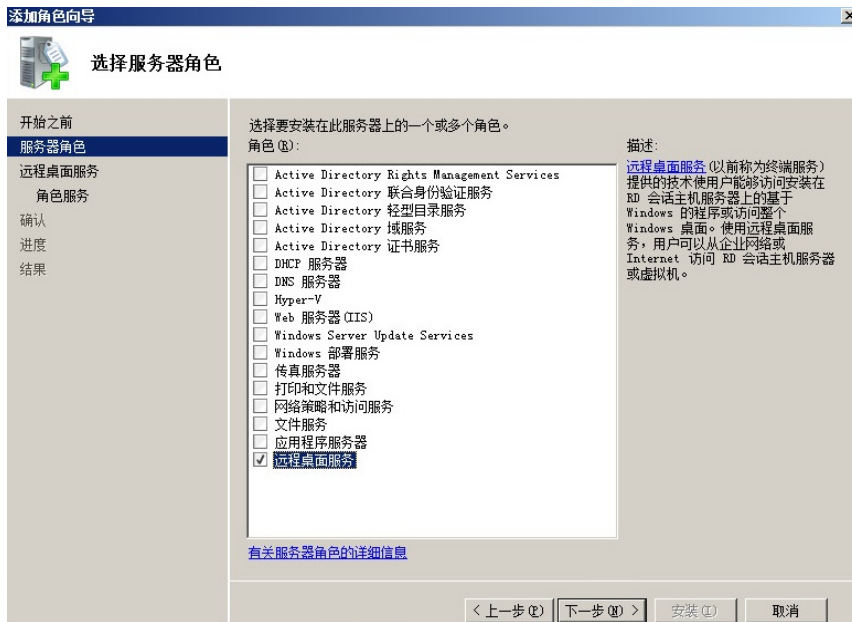 添加角色向导
选择服务器角色
开始之前
服务器角色
远程桌面服务
角色服务
确认
进度
结果
选择要安装在此服务器上的一个或多个角色。
角色(R):
Active Directory Rights Management Services
Active Directory 联合身份验证服务
Active Directory 轻型目录服务
Active Directory 域服务
Active Directory 证书服务
DHCP 服务器
DNS 服务器
Hyper-V
Web 服务器(IIS)
Windows Server Update Services
Windows 部署服务
传真服务器
打印和文件服务
网络策略和访问服务
文件服务
应用程序服务器
远程桌面服务
有关服务器角色的详细信息
描述:
远程桌面服务(以前称为终端服务)
提供的技术使用户能够访问安装在
RD 会话主机服务器上的基于
Windows 的程序或访问整个
Windows 桌面。使用远程桌面服
务，用户可以从企业网络或
Internet 访问 RD 会话主机服务器
或虚拟机。
< 上一步(P)
下一步(N) >
安装(I)
取消